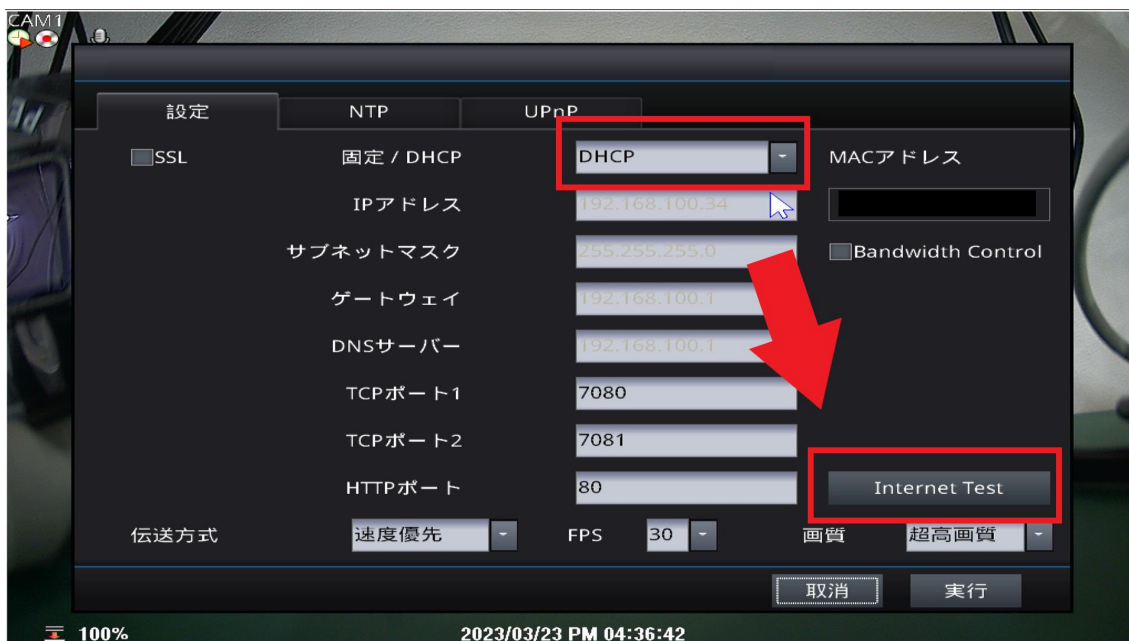 CAM1
設定 NTP UPnP
SSL 固定 / DHCP DHCP MACアドレス
IPアドレス 192.168.100.34
サブネットマスク 255.255.255.0 Bandwidth Control
ゲートウェイ 192.168.100.1
DNSサーバー 192.168.100.1
TCPポート1 7080
TCPポート2 7081
HTTPポート 80 Internet Test
伝送方式 速度優先 FPS 30 画質 超高画質
取消 実行
100% 2023/03/23 PM 04:36:42